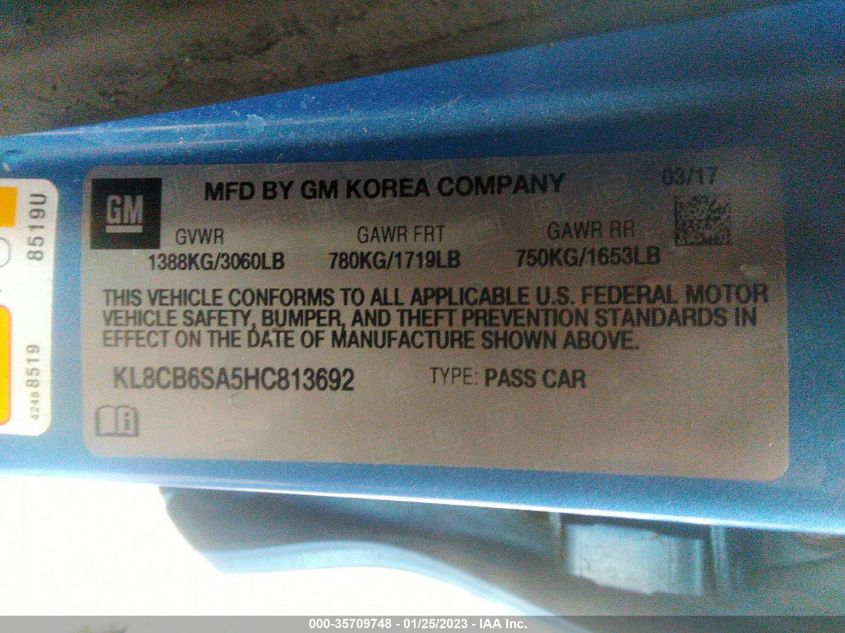 GM
MFD BY GM KOREA COMPANY
03/17
GVWR GAWR FRT GAWR RR
1388KG/3060LB 780KG/1719LB 750KG/1653LB
THIS VEHICLE CONFORMS TO ALL APPLICABLE U.S. FEDERAL MOTOR
VEHICLE SAFETY, BUMPER, AND THEFT PREVENTION STANDARDS IN
EFFECT ON THE DATE OF MANUFACTURE SHOWN ABOVE.
KL8CB6SA5HC813692 TYPE: PASS CAR
8519U
42488519
000-35709748 - 01/25/2023 - IAA Inc.